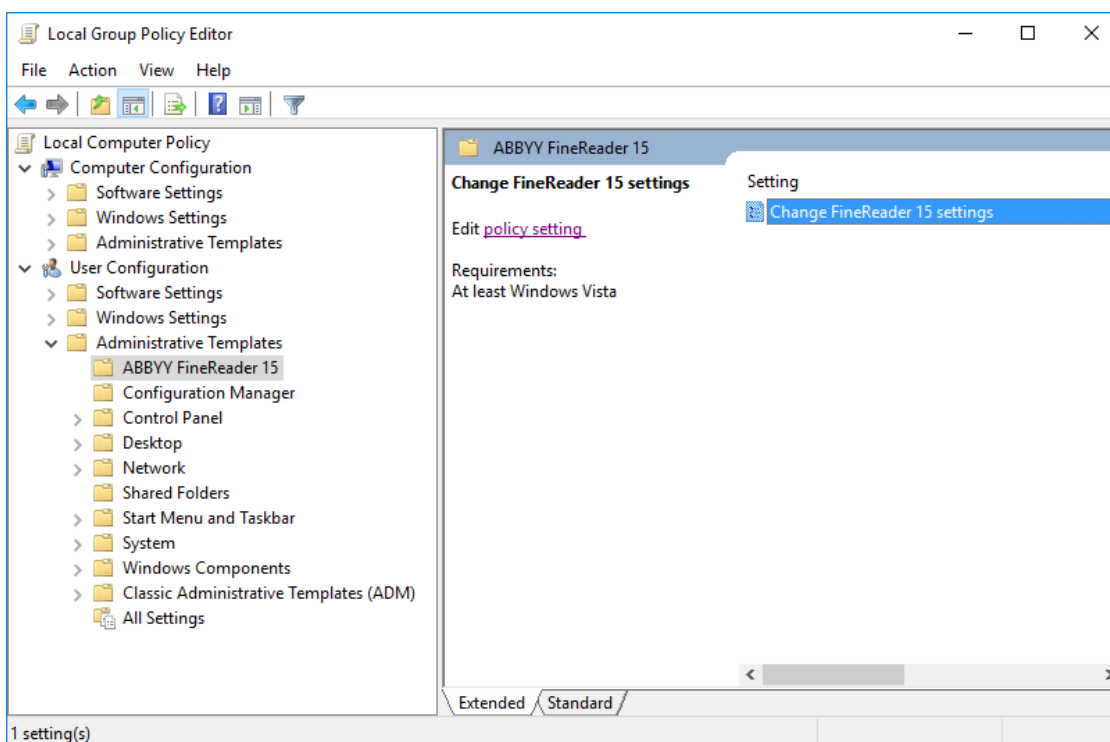 Local Group Policy Editor
File Action View Help
Local Computer Policy
Computer Configuration
Software Settings
Windows Settings
Administrative Templates
User Configuration
Software Settings
Windows Settings
Administrative Templates
ABBYY FineReader 15
Configuration Manager
Control Panel
Desktop
Network
Shared Folders
Start Menu and Taskbar
System
Windows Components
Classic Administrative Templates (ADM)
All Settings
ABBYY FineReader 15
Change FineReader 15 settings
Edit policy setting
Requirements:
At least Windows Vista
Setting
Change FineReader 15 settings
Extended Standard
1 setting(s)